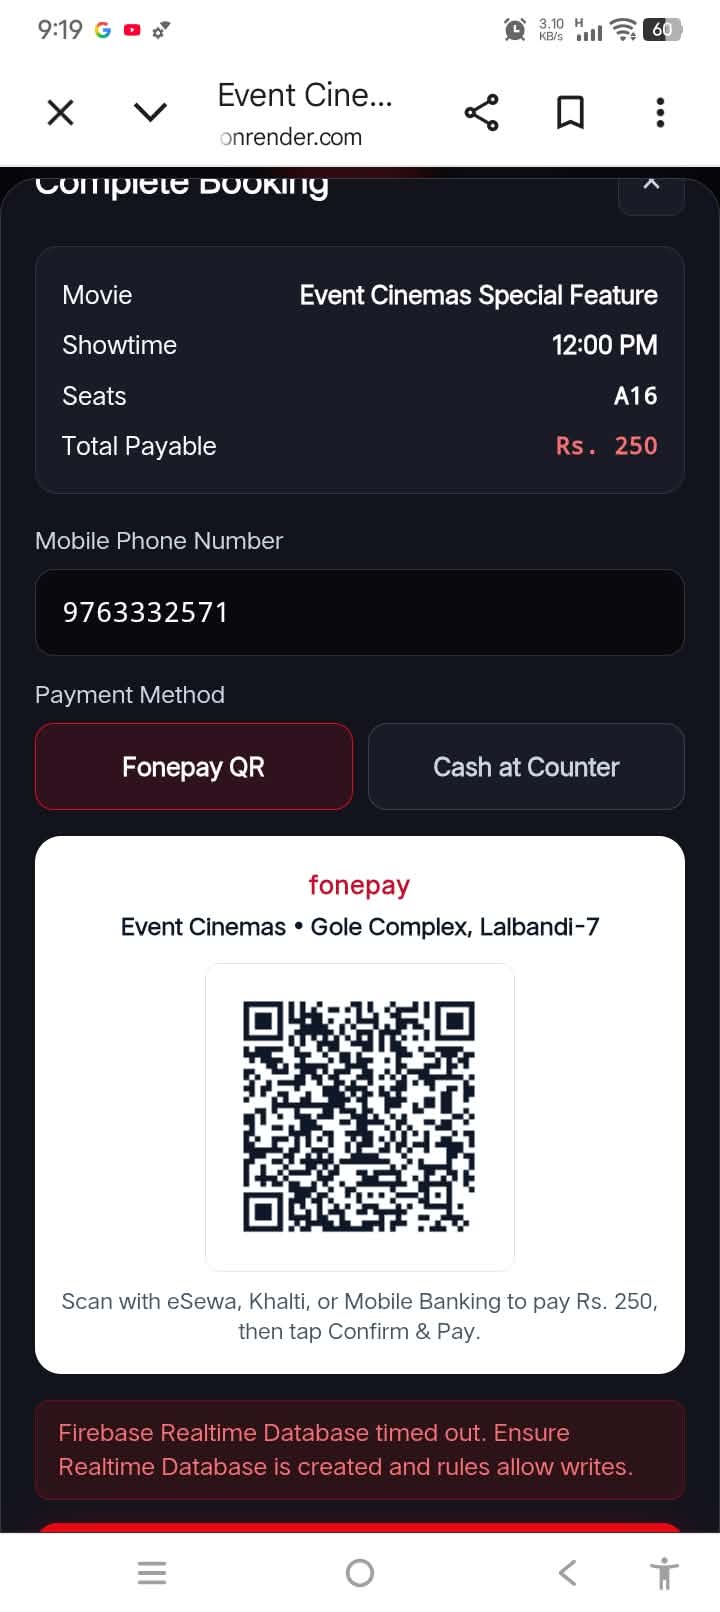 9:19
3.10
KB/s
H
60
Event Cine...
onrender.com
Complete Booking
Movie Event Cinemas Special Feature
Showtime 12:00 PM
Seats A16
Total Payable Rs. 250
Mobile Phone Number
9763332571
Payment Method
Fonepay QR Cash at Counter
fonepay
Event Cinemas • Gole Complex, Lalbandi-7
Scan with eSewa, Khalti, or Mobile Banking to pay Rs. 250,
then tap Confirm & Pay.
Firebase Realtime Database timed out. Ensure
Realtime Database is created and rules allow writes.